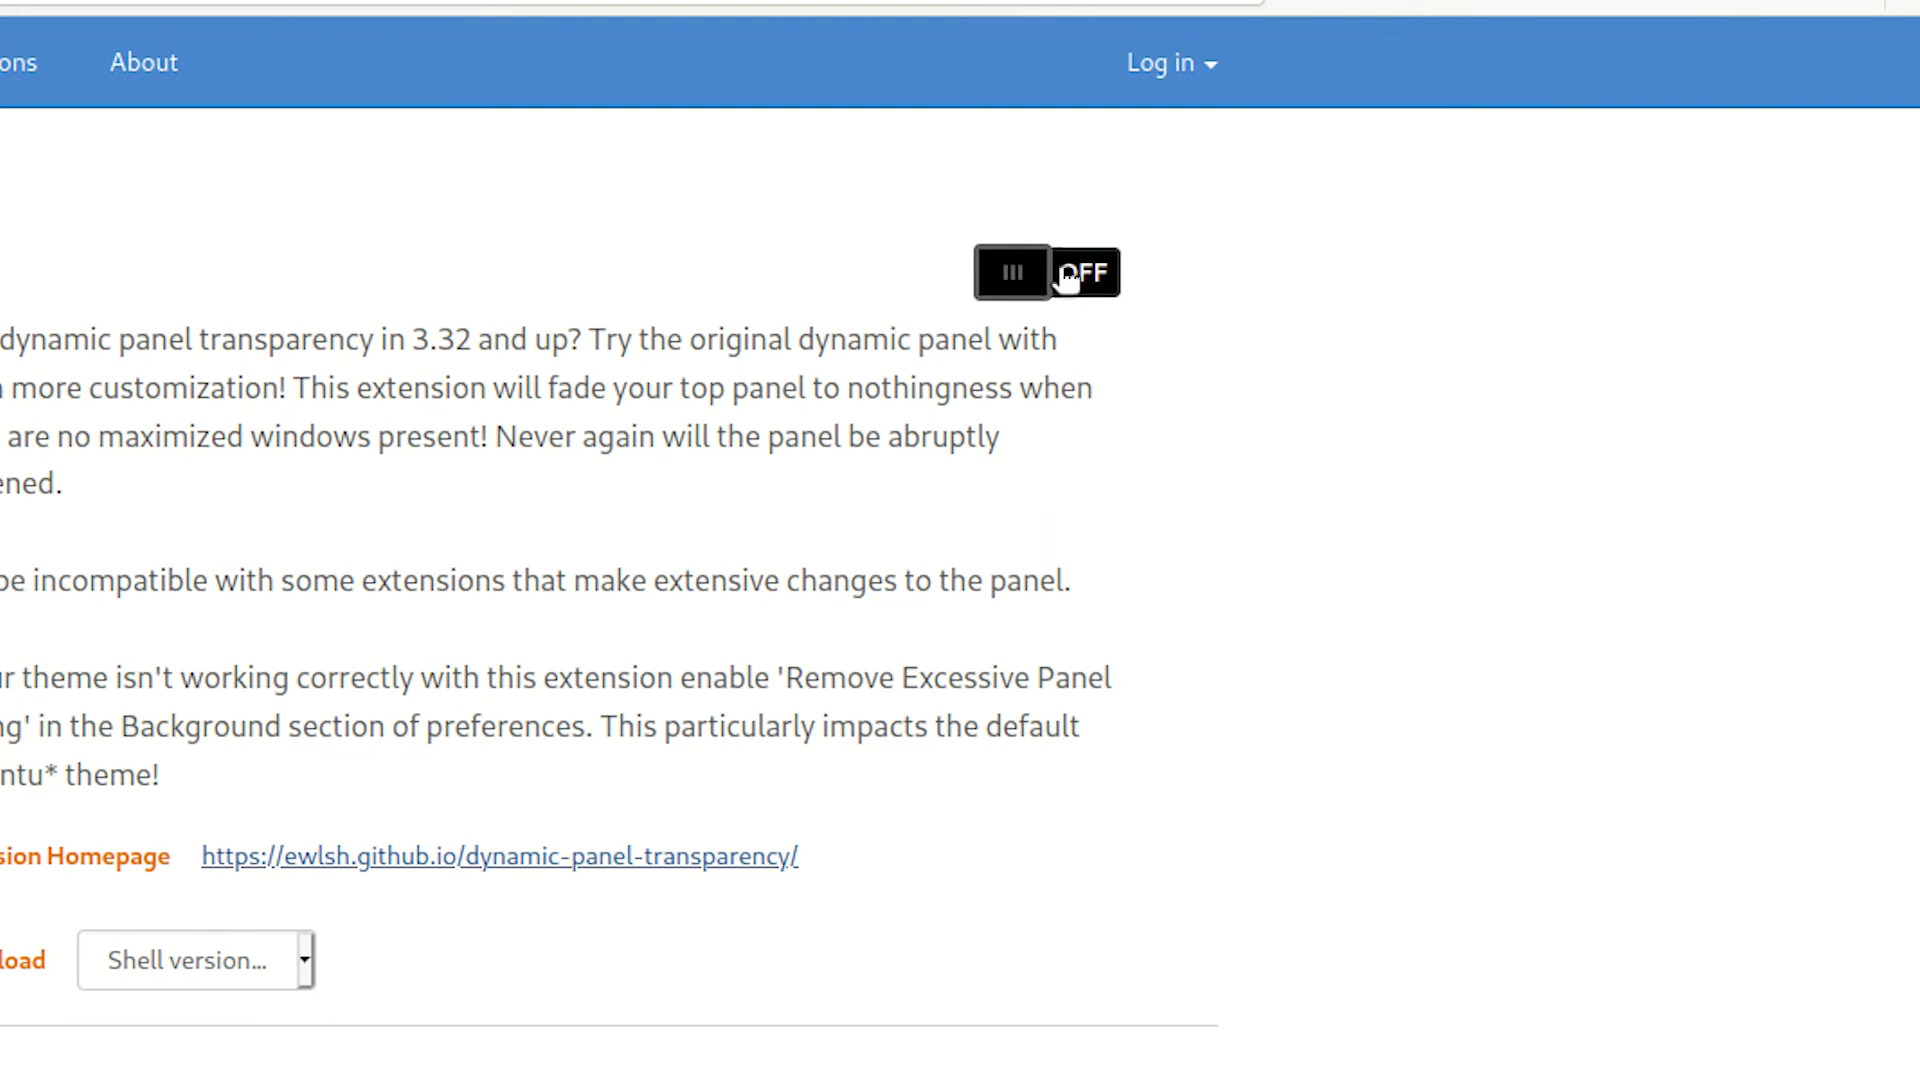 ons About Log in
OFF
dynamic panel transparency in 3.32 and up? Try the original dynamic panel with
more customization! This extension will fade your top panel to nothingness when
are no maximized windows present! Never again will the panel be abruptly
ened.
be incompatible with some extensions that make extensive changes to the panel.
r theme isn't working correctly with this extension enable 'Remove Excessive Panel
ng' in the Background section of preferences. This particularly impacts the default
ntu* theme!
sion Homepage https://ewlsh.github.io/dynamic-panel-transparency/
load Shell version...